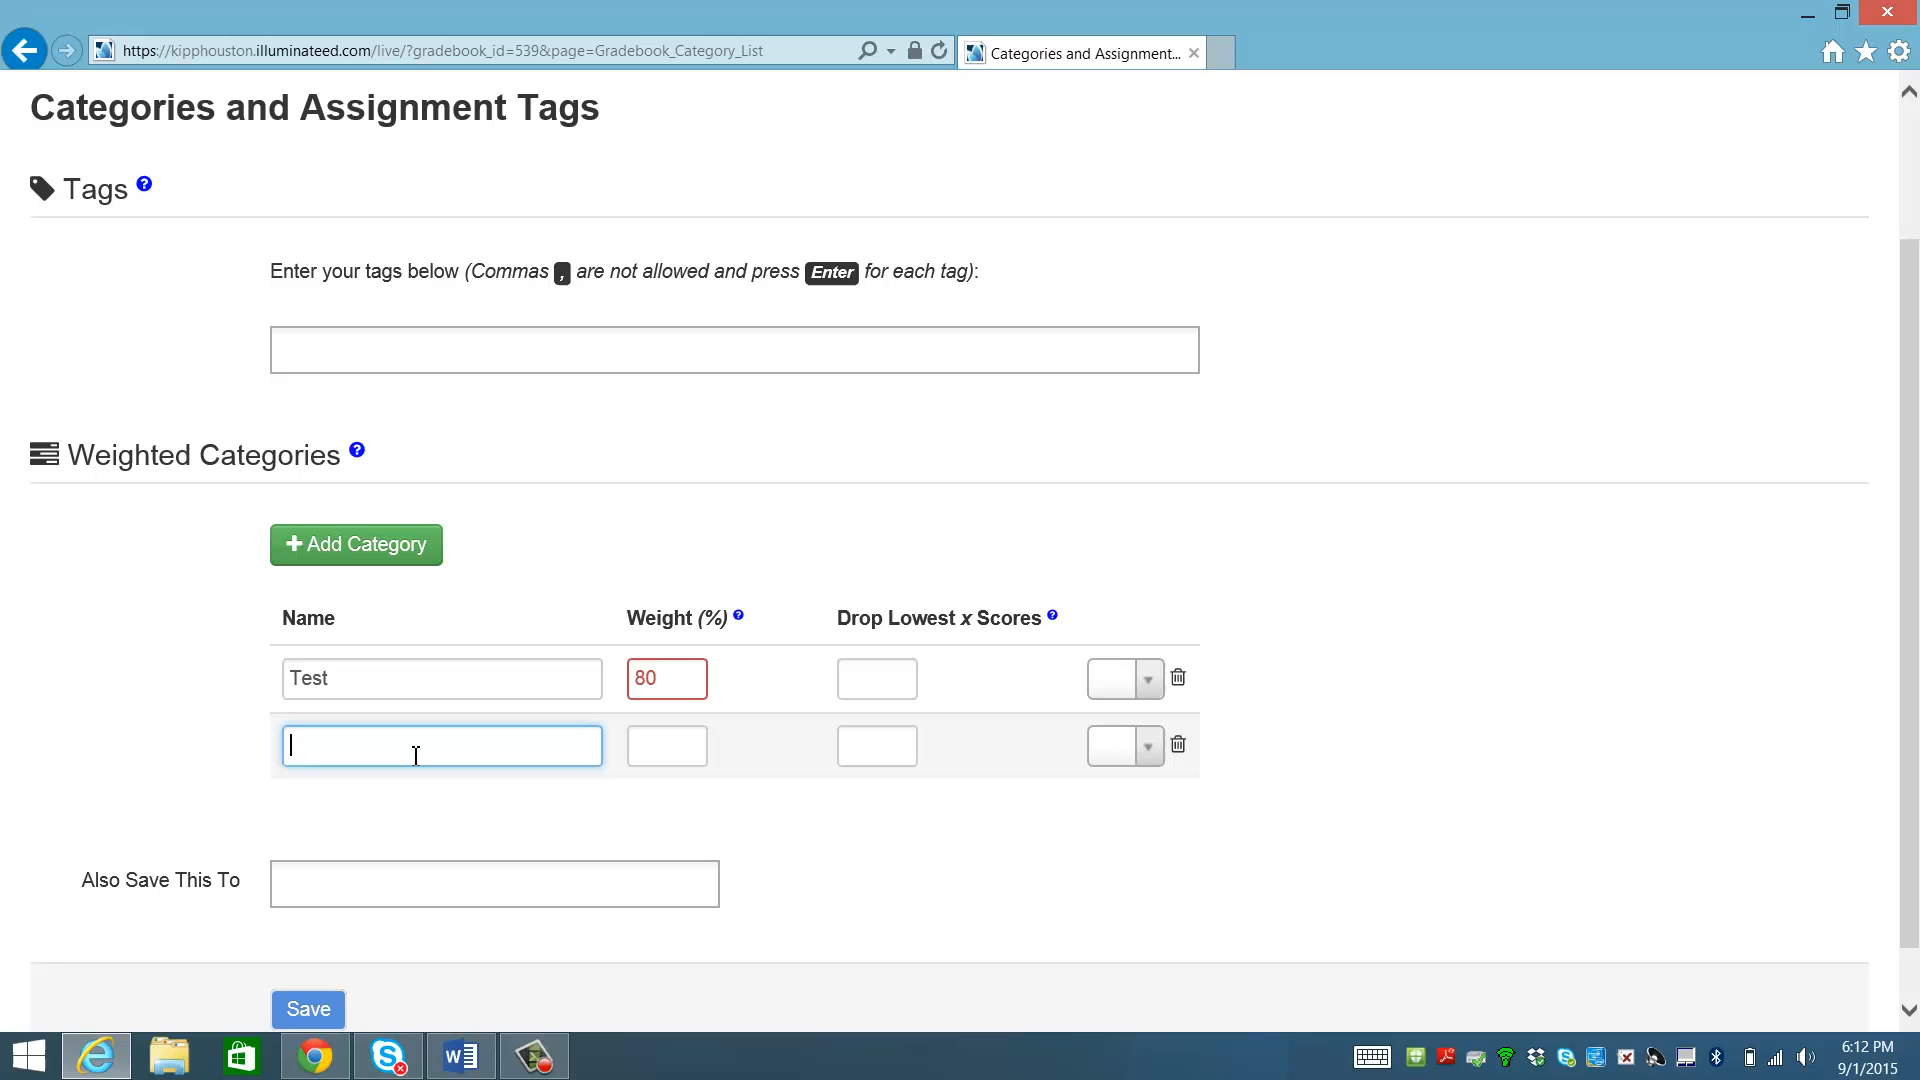 https://kipphouston.illuminateed.com/live/?gradebook_id=539&page=Gradebook_Category_List
Categories and Assignment...
Categories and Assignment Tags
Tags
Enter your tags below (Commas , are not allowed and press Enter for each tag):
Weighted Categories
+ Add Category
Name Weight (%) Drop Lowest x Scores
Test 80
Also Save This To
Save
6:12 PM
9/1/2015